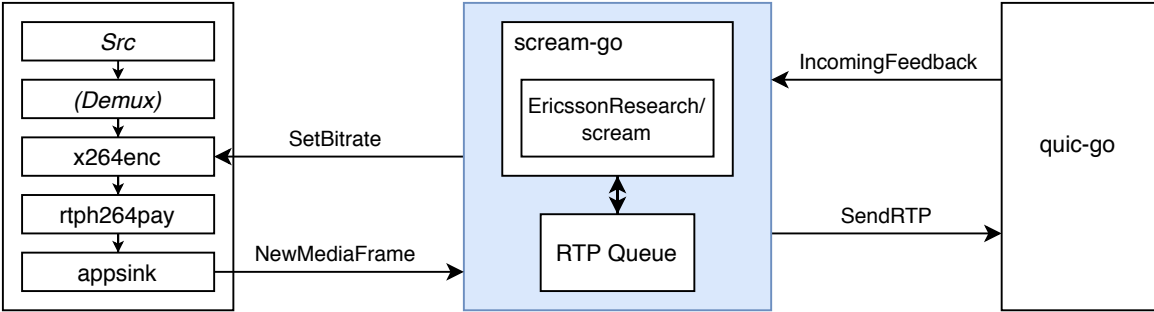 Src
(Demux)
x264enc
rtph264pay
appsink
SetBitrate
NewMediaFrame
scream-go
EricssonResearch/
scream
RTP Queue
IncomingFeedback
SendRTP
quic-go